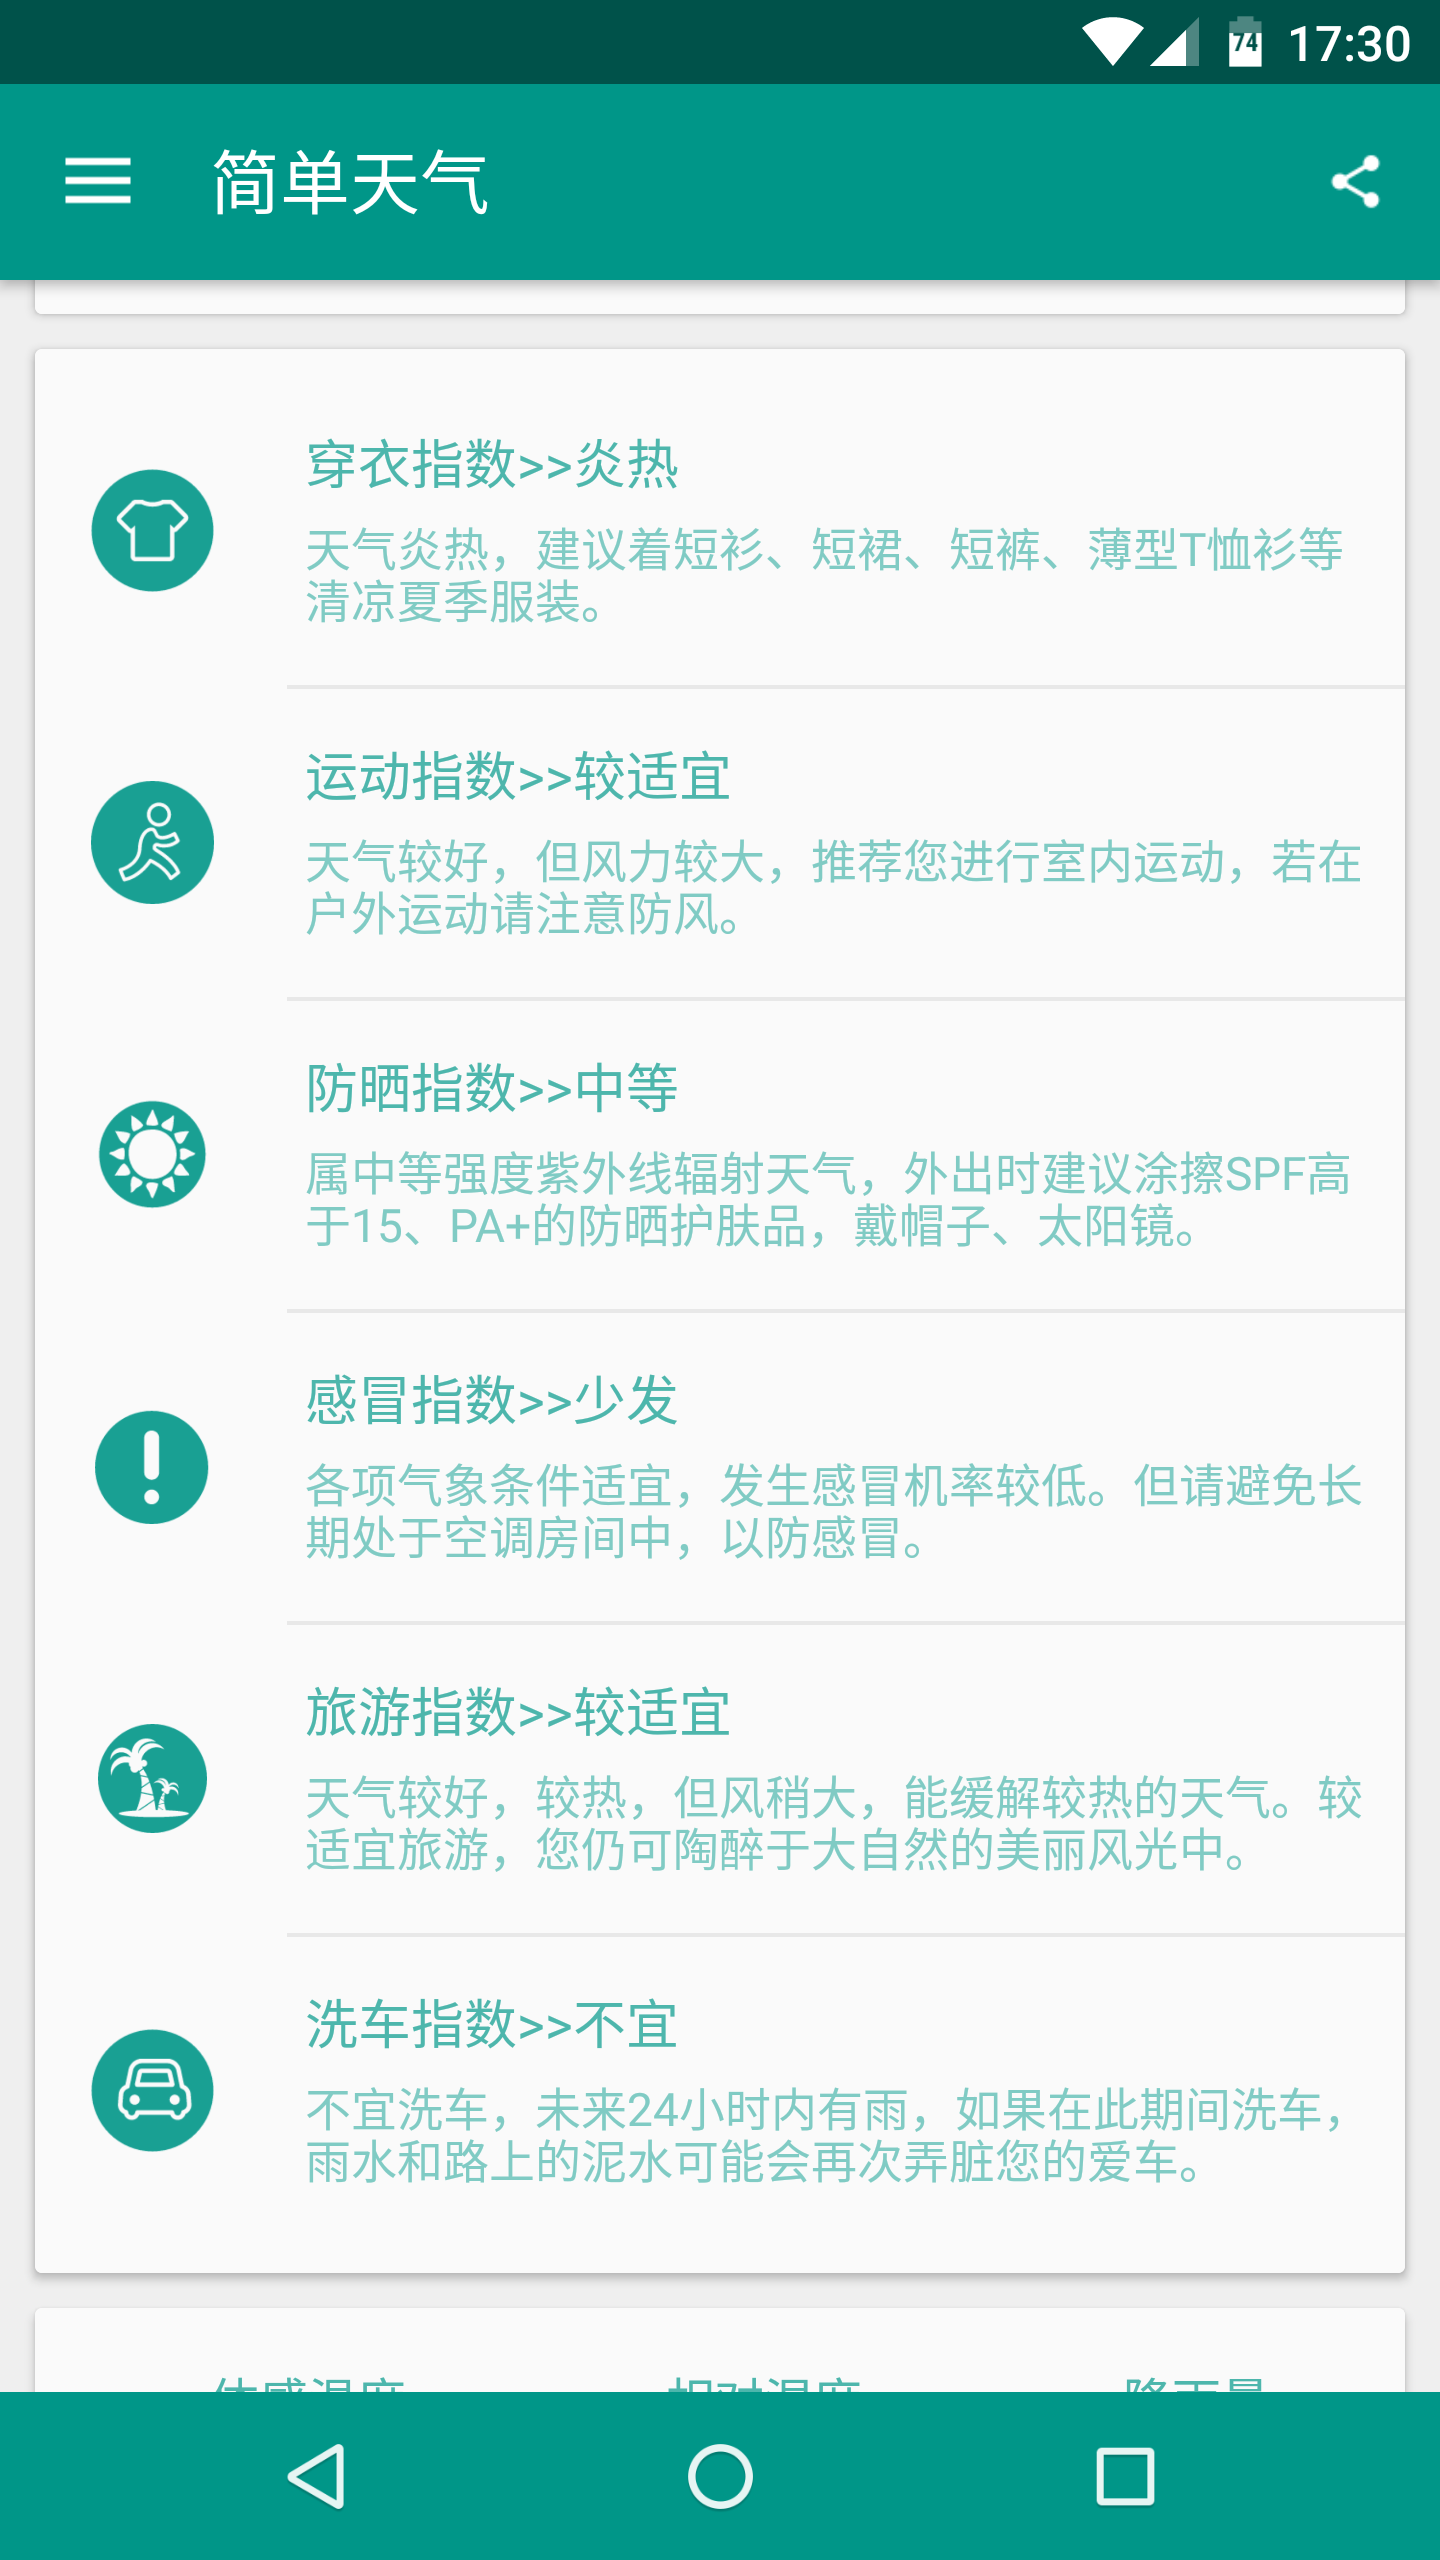 74 17:30
简单天气
穿衣指数>>炎热
天气炎热，建议着短衫、短裙、短裤、薄型T恤衫等
清凉夏季服装。
运动指数>>较适宜
天气较好，但风力较大，推荐您进行室内运动，若在
户外运动请注意防风。
防晒指数>>中等
属中等强度紫外线辐射天气，外出时建议涂擦SPF高
于15、PA+的防晒护肤品，戴帽子、太阳镜。
感冒指数>>少发
各项气象条件适宜，发生感冒机率较低。但请避免长
期处于空调房间中，以防感冒。
旅游指数>>较适宜
天气较好，较热，但风稍大，能缓解较热的天气。较
适宜旅游，您仍可陶醉于大自然的美丽风光中。
洗车指数>>不宜
不宜洗车，未来24小时内有雨，如果在此期间洗车，
雨水和路上的泥水可能会再次弄脏您的爱车。
体感温度 相对湿度 降雨量